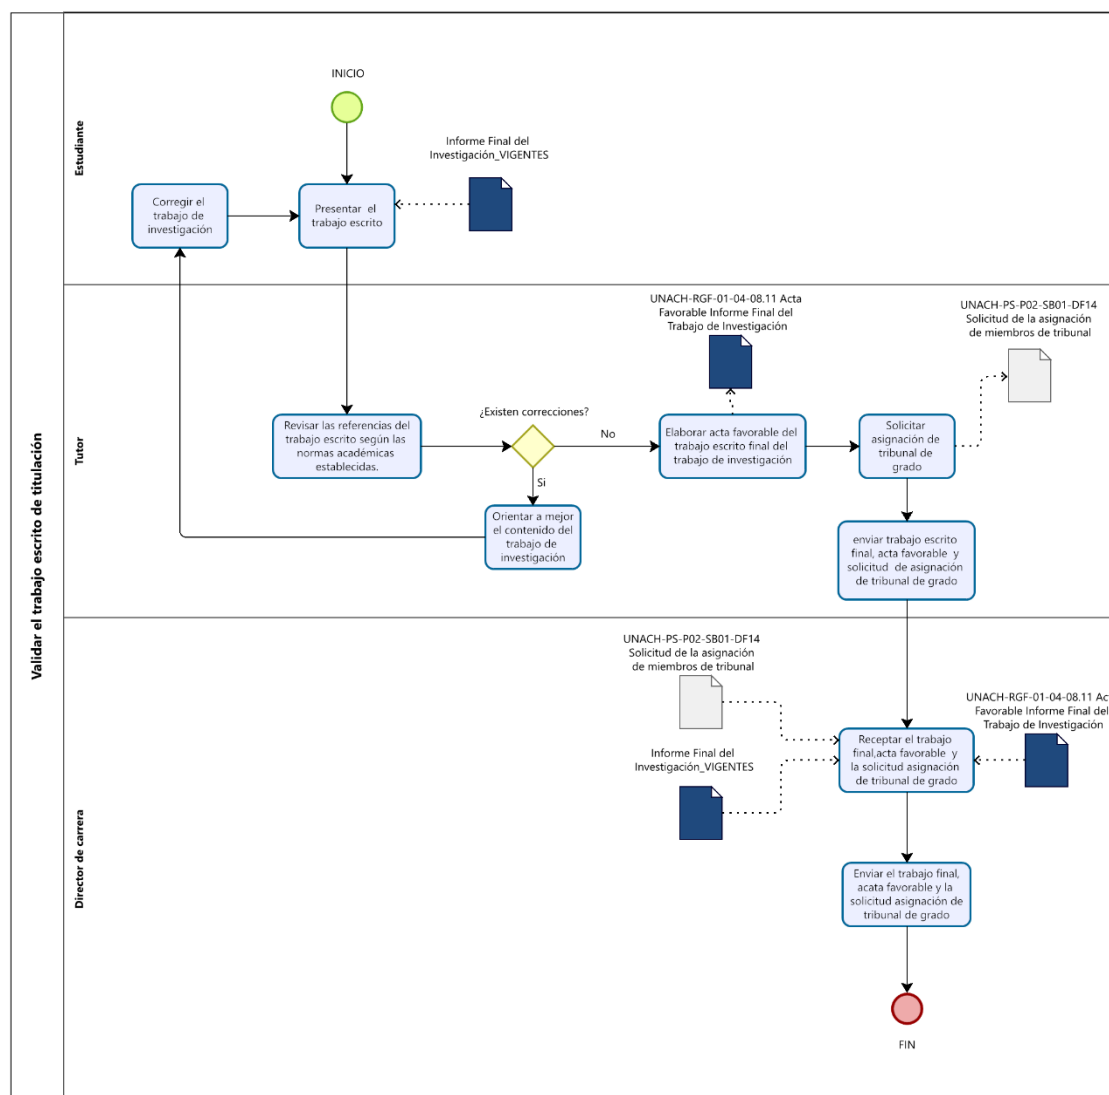 Validar el trabajo escrito de titulación
Estudiante
INICIO
Informe Final del
Investigación_VIGENTES
Corregir el
trabajo de
investigación
Presentar el
trabajo escrito
Tutor
UNACH-RGF-01-04-08.11 Acta
Favorable Informe Final del
Trabajo de Investigación
UNACH-PS-P02-SB01-DF14
Solicitud de la asignación
de miembros de tribunal
Revisar las referencias del
trabajo escrito según las
normas académicas
establecidas.
¿Existen correcciones?
No
Si
Elaborar acta favorable del
trabajo escrito final del
trabajo de investigación
Solicitar
asignación de
tribunal de
grado
Orientar a mejor
el contenido del
trabajo de
investigación
enviar trabajo escrito
final, acta favorable y
solicitud de asignación
de tribunal de grado
Director de carrera
UNACH-PS-P02-SB01-DF14
Solicitud de la asignación
de miembros de tribunal
UNACH-RGF-01-04-08.11 Ac
Favorable Informe Final del
Trabajo de Investigación
Informe Final del
Investigación_VIGENTES
Receptar el trabajo
final,acta favorable y
la solicitud asignación
de tribunal de grado
Enviar el trabajo final,
acata favorable y la
solicitud asignación de
tribunal de grado
FIN